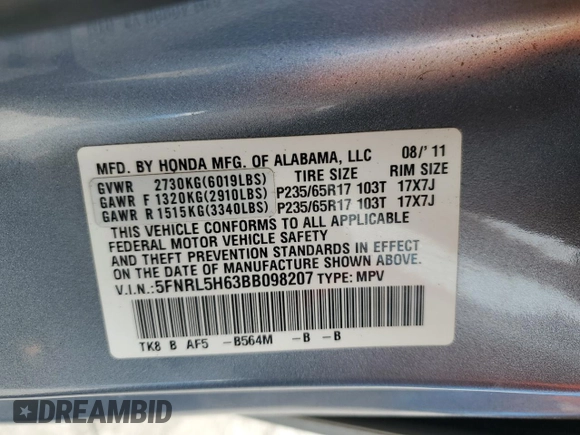 MFD. BY HONDA MFG. OF ALABAMA, LLC 08/'11
TIRE SIZE RIM SIZE
GVWR 2730KG(6019LBS)
GAWR F 1320KG(2910LBS) P235/65R17 103T 17X7J
GAWR R 1515KG(3340LBS) P235/65R17 103T 17X7J
THIS VEHICLE CONFORMS TO ALL APPLICABLE
FEDERAL MOTOR VEHICLE SAFETY
AND THEFT PREVENTION STANDARDS IN EFFECT
ON THE DATE OF MANUFACTURE SHOWN ABOVE.
V.I.N.:5FNRL5H63BB098207 TYPE: MPV
TK8 B AF5 -B564M -B -B
DREAMBID